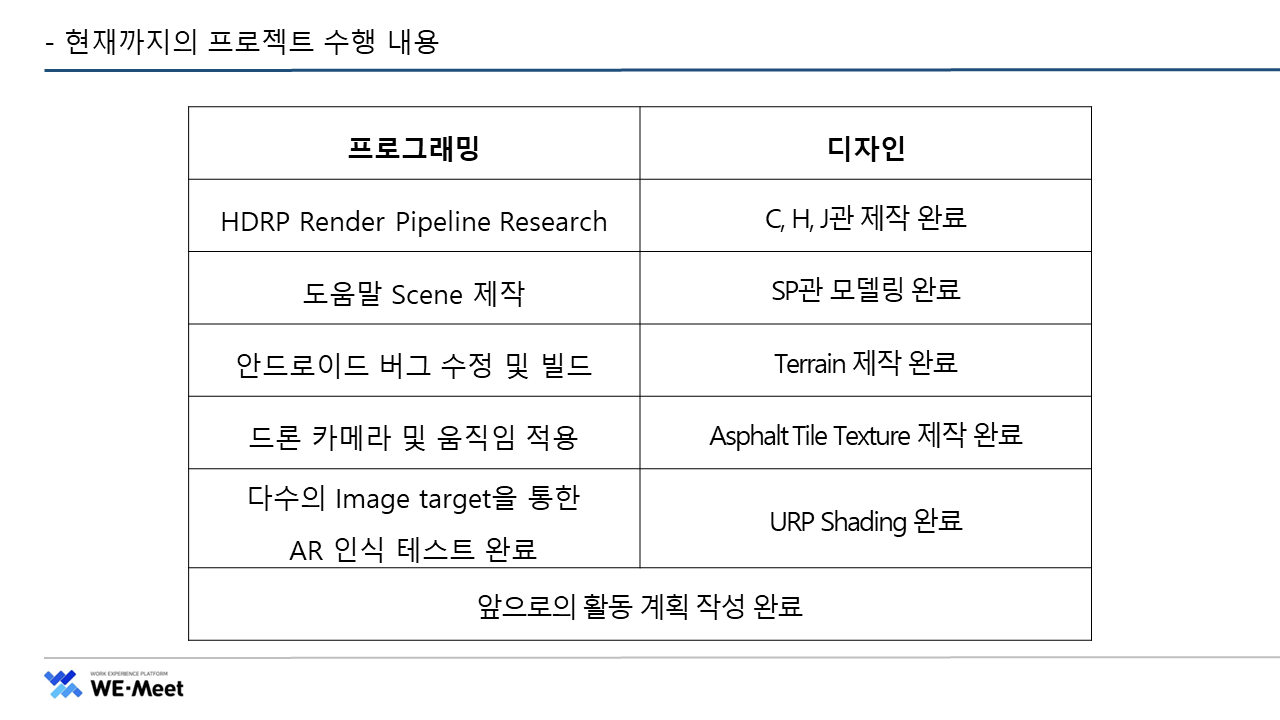 - 현재까지의 프로젝트 수행 내용
프로그래밍
디자인
HDRP Render Pipeline Research
C, H, J관 제작 완료
도움말 Scene 제작
SP관 모델링 완료
안드로이드 버그 수정 및 빌드
Terrain 제작 완료
드론 카메라 및 움직임 적용
Asphalt Tile Texture 제작 완료
다수의 Image target을 통한
AR 인식 테스트 완료
URP Shading 완료
앞으로의 활동 계획 작성 완료
WORK EXPERIENCE PLATFORM
WE-Meet